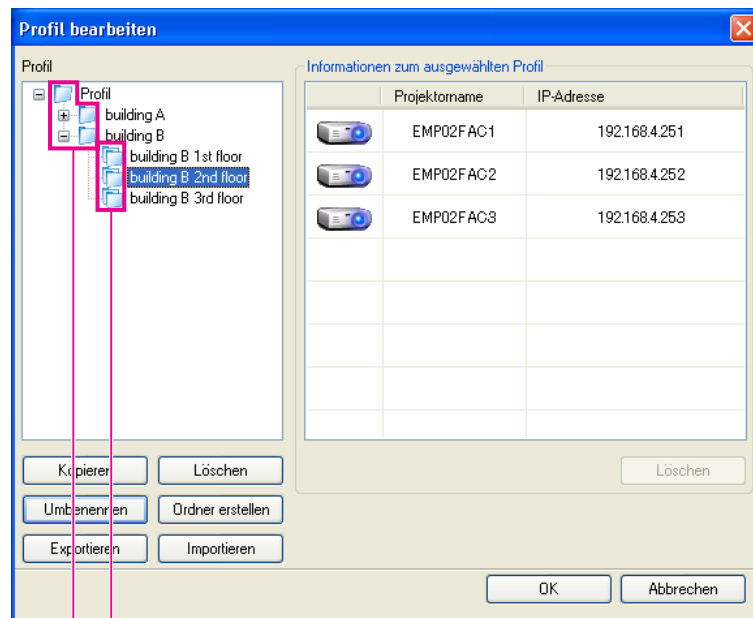 Profil bearbeiten
Profil
Profil
building A
building B
building B 1st floor
building B 2nd floor
building B 3rd floor
Kopieren
Löschen
Umbenennen
Ordner erstellen
Exportieren
Importieren
Informationen zum ausgewählten Profil
Projektorname IP-Adresse
EMP02FAC1 192.168.4.251
EMP02FAC2 192.168.4.252
EMP02FAC3 192.168.4.253
Löschen
OK
Abbrechen